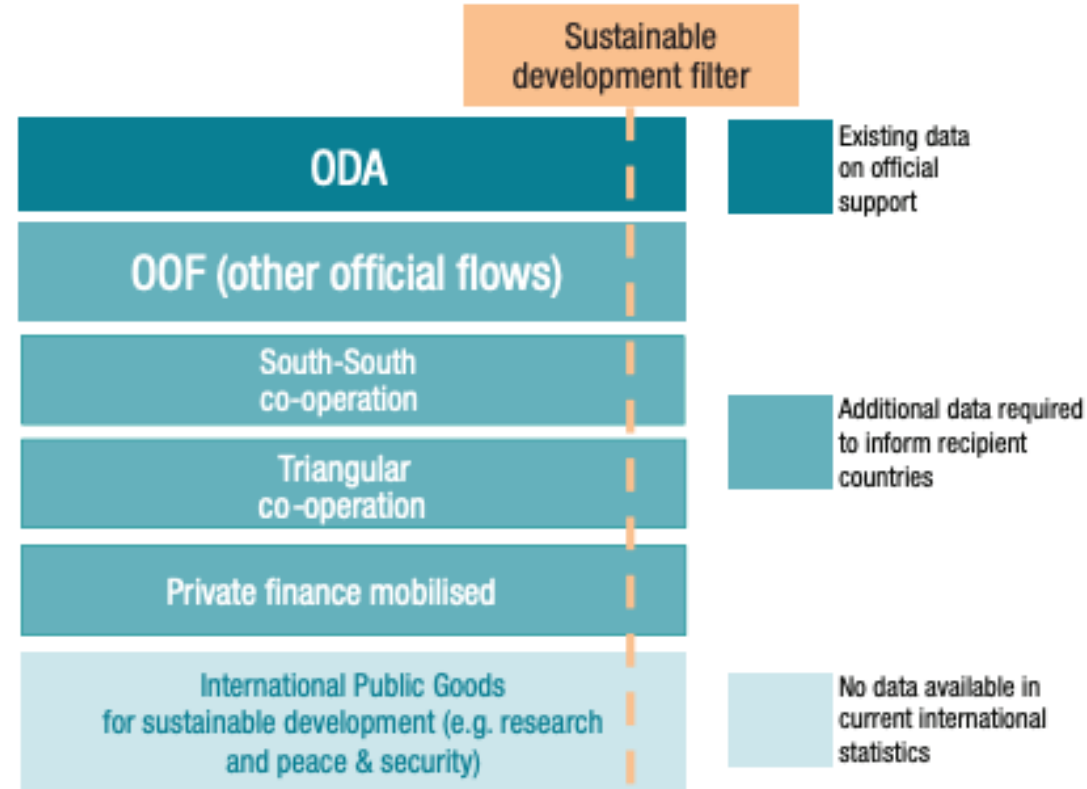 Sustainable
development filter
ODA
Existing data
on official
support
OOF (other official flows)
South-South
co-operation
Triangular
co-operation
Additional data required
to inform recipient
countries
Private finance mobilised
International Public Goods
for sustainable development (e.g. research
and peace & security)
No data available in
current international
statistics